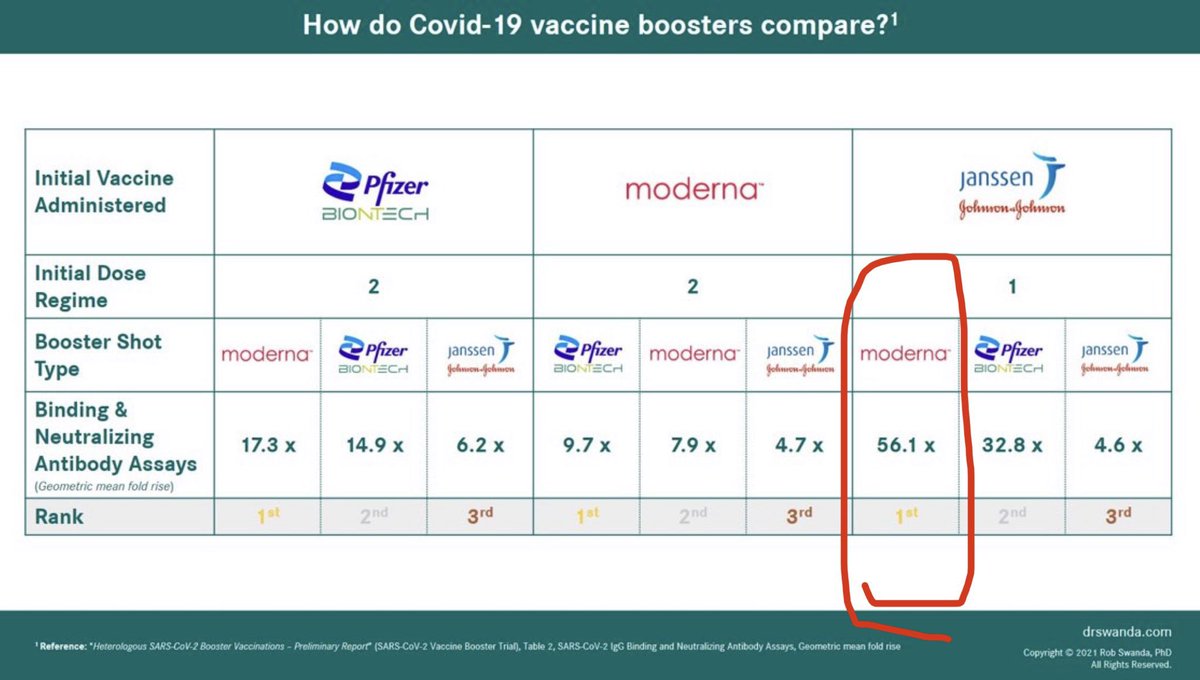 How do Covid-19 vaccine boosters compare?¹
Initial Vaccine
Administered
Pfizer
BIONTECH
moderna™
janssen
Johnson & Johnson
Initial Dose
Regime
2
2
1
Booster Shot
Type
moderna™
Pfizer
BIONTECH
janssen
Johnson & Johnson
Pfizer
BIONTECH
moderna™
janssen
Johnson & Johnson
moderna™
Pfizer
BIONTECH
janssen
Johnson & Johnson
Binding &
Neutralizing
Antibody Assays
(Geometric mean fold rise)
17.3 x
14.9 x
6.2 x
9.7 x
7.9 x
4.7 x
56.1 x
32.8 x
4.6 x
Rank
1st
2nd
3rd
1st
2nd
3rd
1st
2nd
3rd
¹ Reference: "Heterologous SARS-CoV-2 Booster Vaccinations – Preliminary Report" (SARS-CoV-2 Vaccine Booster Trial), Table 2, SARS-CoV-2 IgG Binding and Neutralizing Antibody Assays, Geometric mean fold rise
drswanda.com
Copyright © 2021 Rob Swanda, PhD
All Rights Reserved.